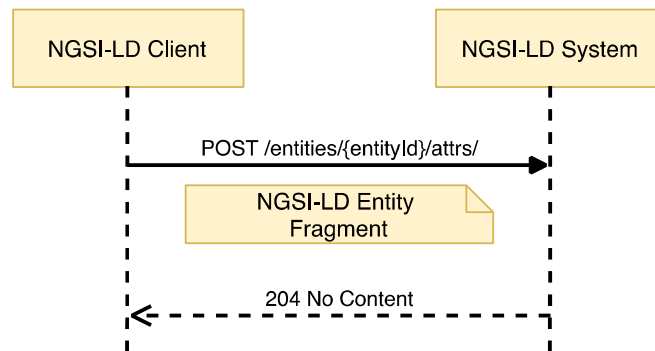 NGSI-LD Client
NGSI-LD System
POST /entities/{entityId}/attrs/
NGSI-LD Entity
Fragment
204 No Content